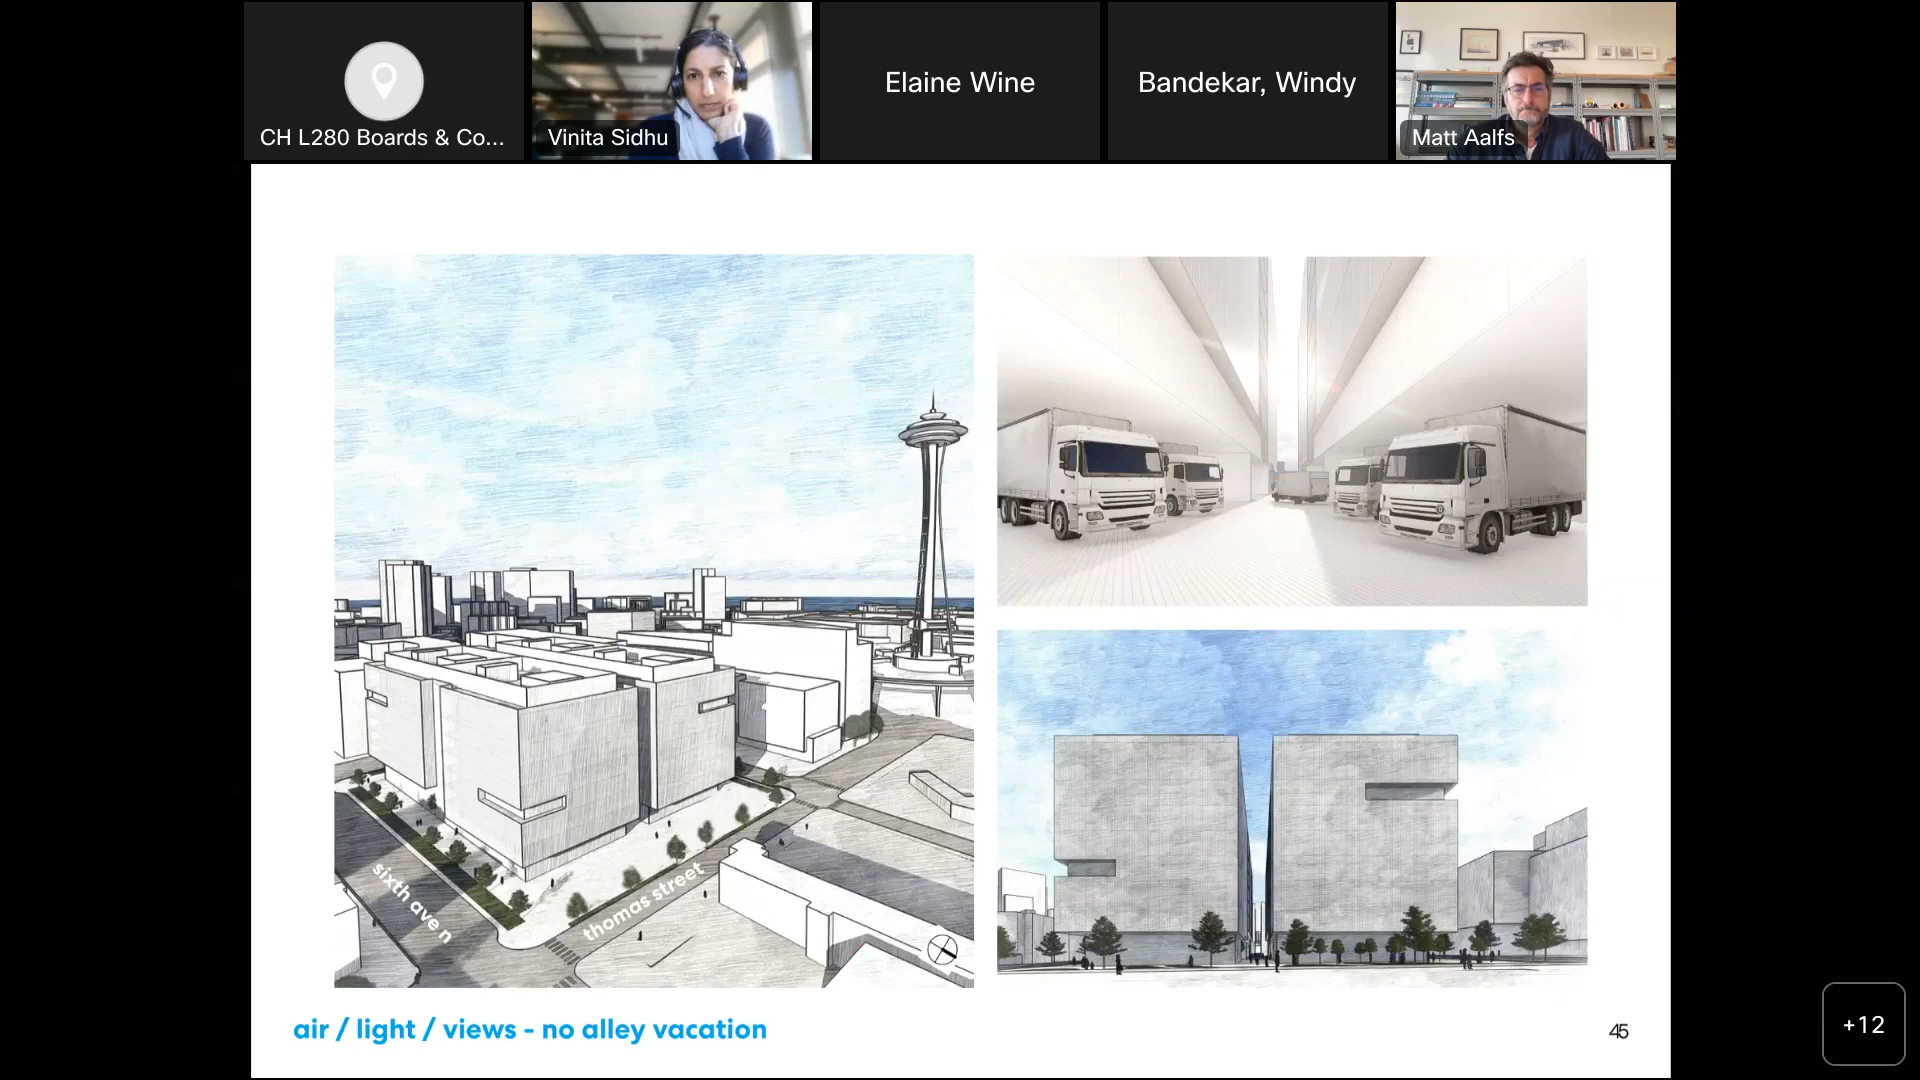 CH L280 Boards & Co...
Vinita Sidhu
Elaine Wine
Bandekar, Windy
Matt Aalfs
sixth ave n
thomas street
air / light / views - no alley vacation
45
+12